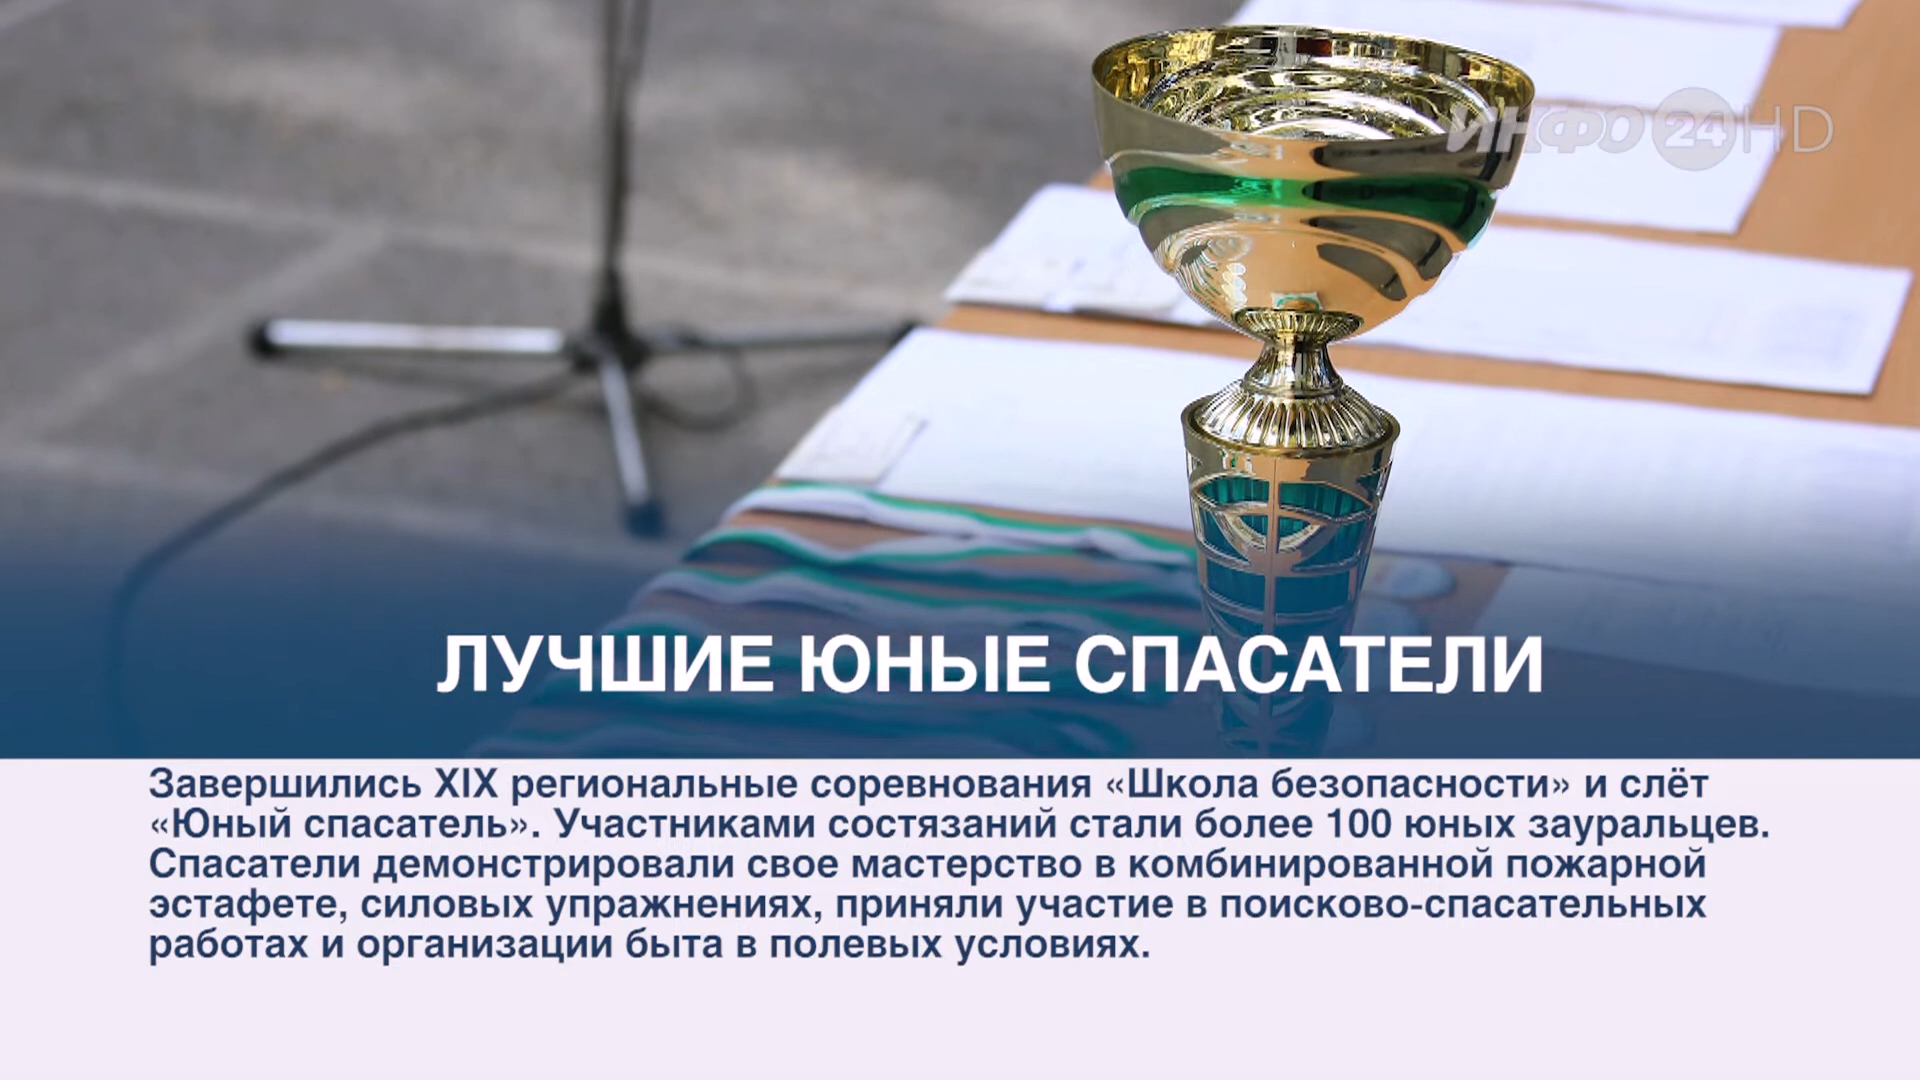 ИНФО 24 HD
ЛУЧШИЕ ЮНЫЕ СПАСАТЕЛИ
Завершились XIX региональные соревнования «Школа безопасности» и слёт
«Юный спасатель». Участниками состязаний стали более 100 юных зауральцев.
Спасатели демонстрировали свое мастерство в комбинированной пожарной
эстафете, силовых упражнениях, приняли участие в поисково-спасательных
работах и организации быта в полевых условиях.